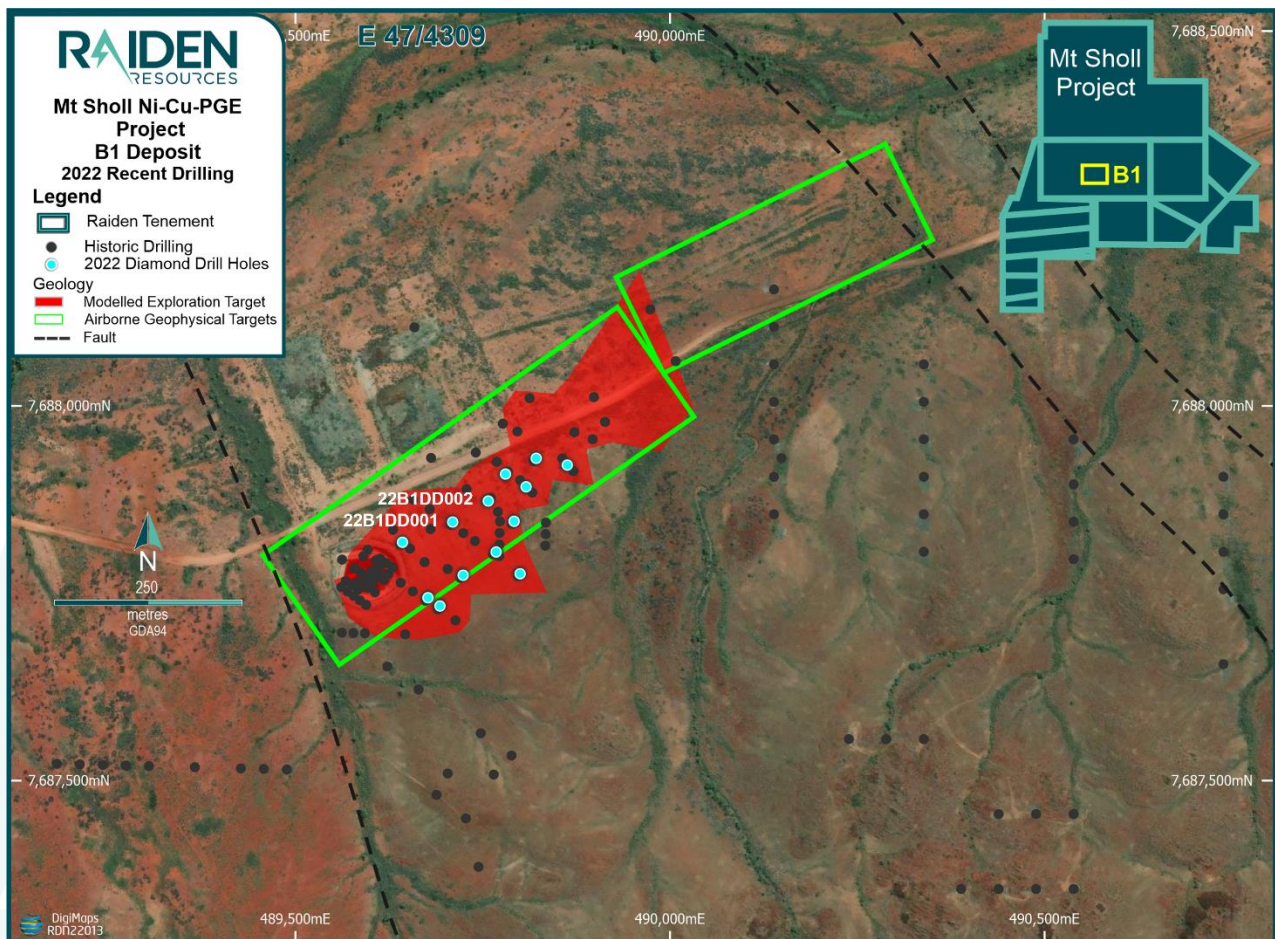 RAIDEN
RESOURCES
Mt Sholl Ni-Cu-PGE
Project
B1 Deposit
2022 Recent Drilling
Legend
Raiden Tenement
Historic Drilling
2022 Diamond Drill Holes
Geology
Modelled Exploration Target
Airborne Geophysical Targets
Fault
,500mE
E 47/4309
490,000mE
7,688,500mN
Mt Sholl
Project
B1
7,688,000mN
7,688,000mN
22B1DD002
22B1DD001
N
250
metres
GDA94
7,687,500mN
7,687,500mN
489,500mE
490,000mE
490,500mE
DigiMaps
RDN22013